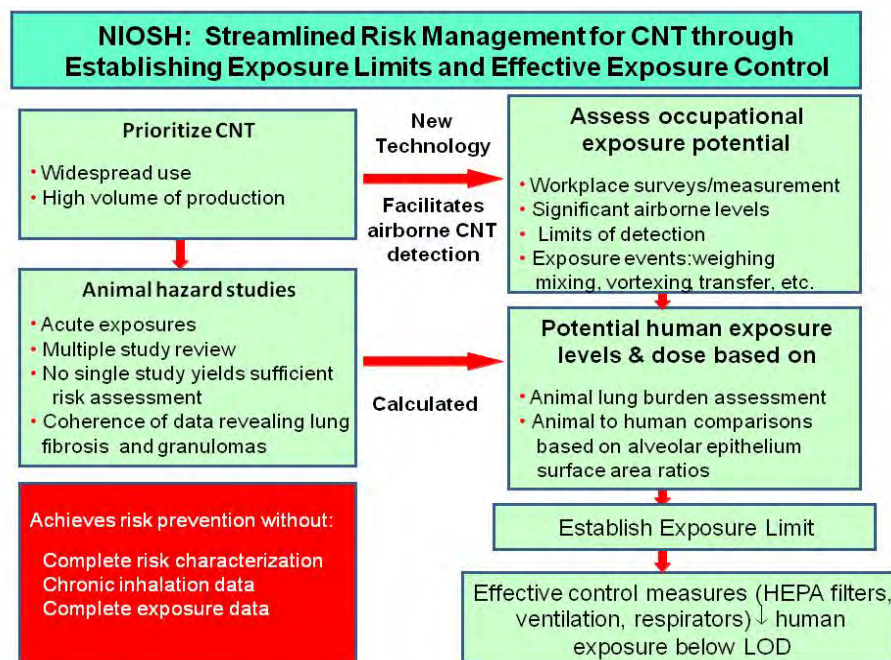 NIOSH: Streamlined Risk Management for CNT through
Establishing Exposure Limits and Effective Exposure Control
Prioritize CNT
• Widespread use
• High volume of production
New
Technology
Facilitates
airborne CNT
detection
Assess occupational
exposure potential
• Workplace surveys/measurement
• Significant airborne levels
• Limits of detection
• Exposure events:weighing
mixing, vortexing, transfer, etc.
Animal hazard studies
• Acute exposures
• Multiple study review
• No single study yields sufficient
risk assessment
• Coherence of data revealing lung
fibrosis and granulomas
Calculated
Potential human exposure
levels & dose based on
• Animal lung burden assessment
• Animal to human comparisons
based on alveolar epithelium
surface area ratios
Achieves risk prevention without:
Complete risk characterization
Chronic inhalation data
Complete exposure data
Establish Exposure Limit
Effective control measures (HEPA filters,
ventilation, respirators)↓ human
exposure below LOD